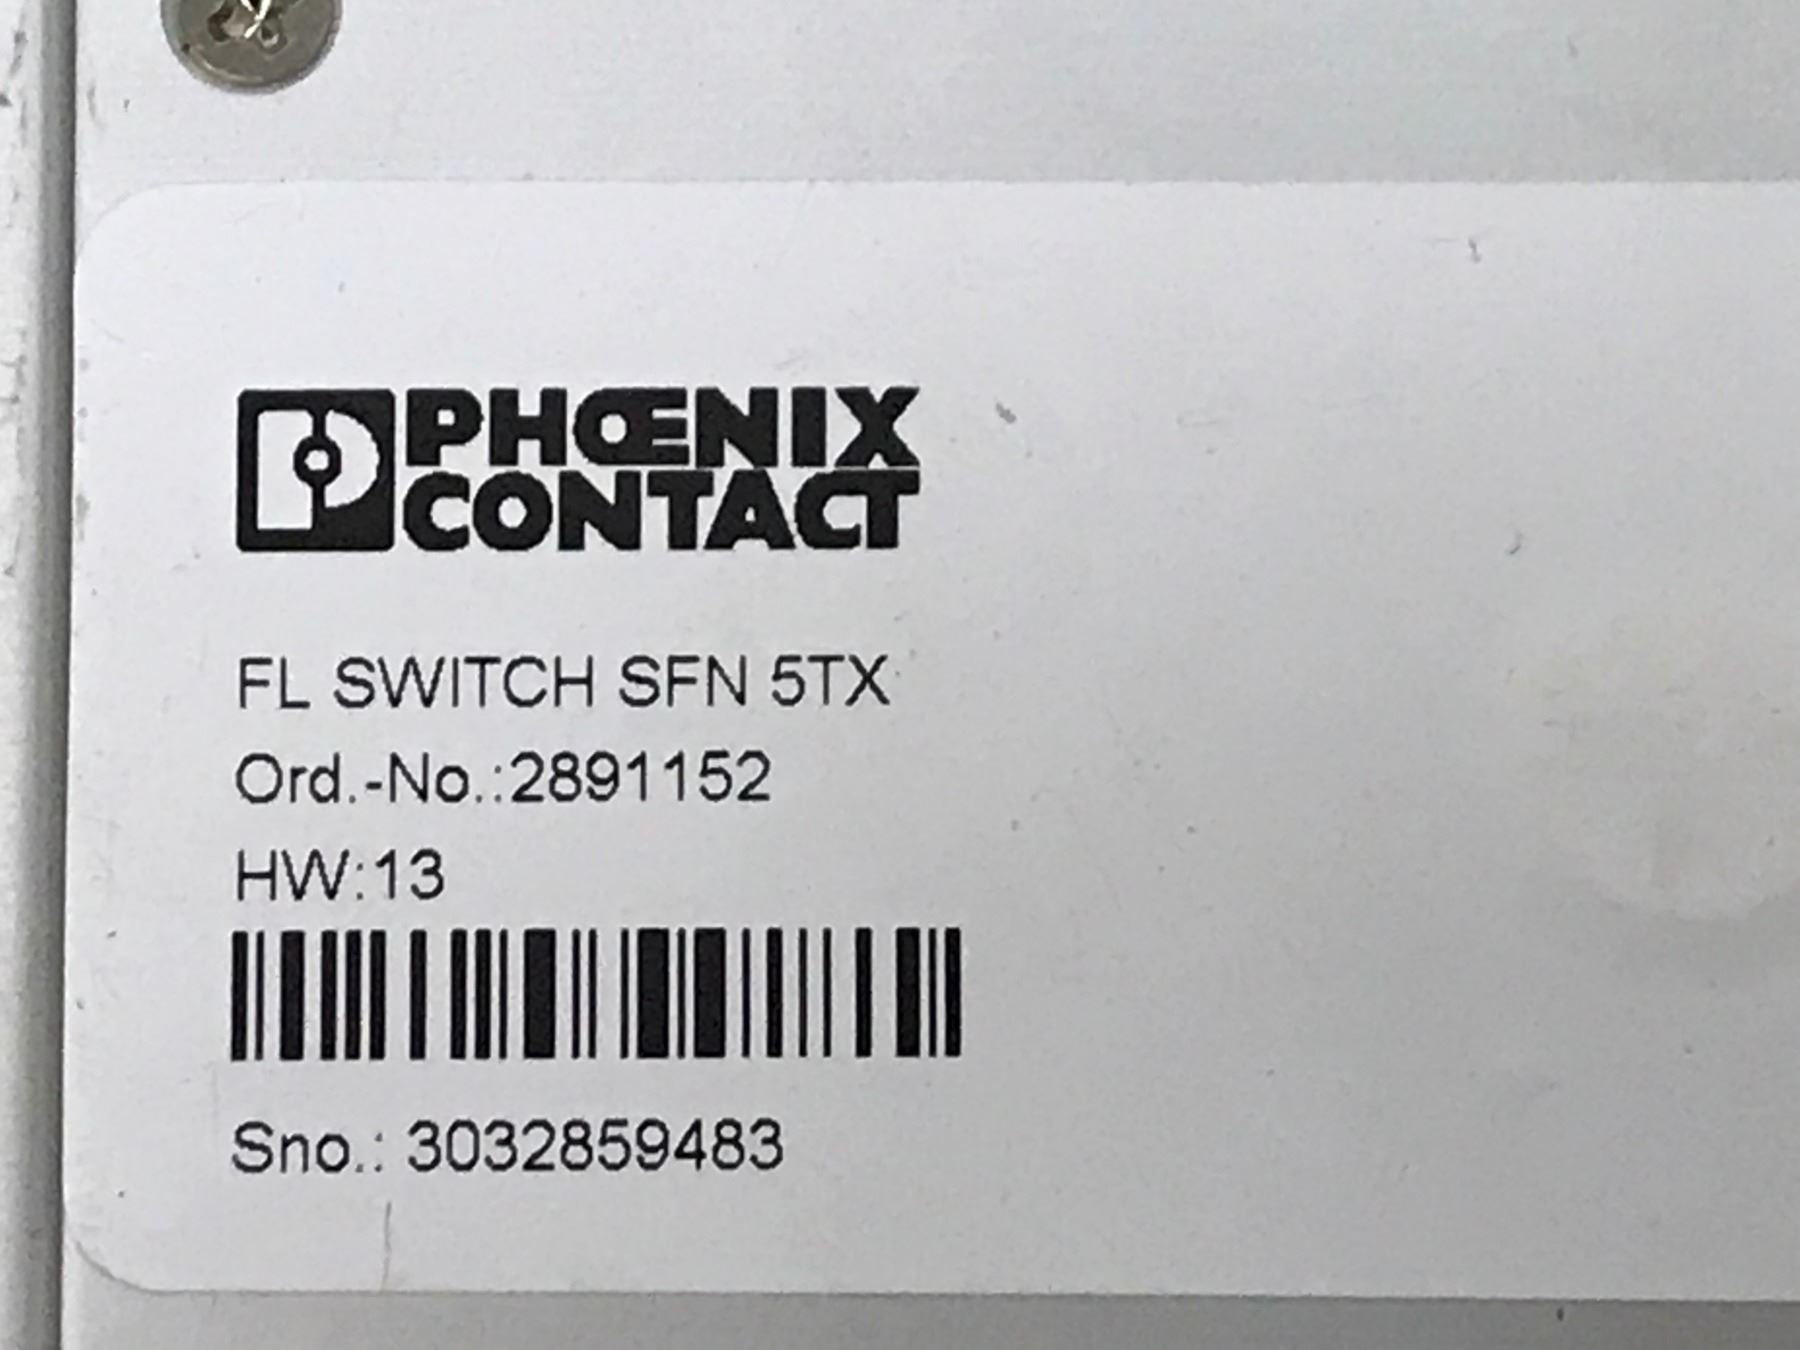 PHŒNIX
CONTACT
FL SWITCH SFN 5TX
Ord.-No.:2891152
HW:13
Sno.: 3032859483